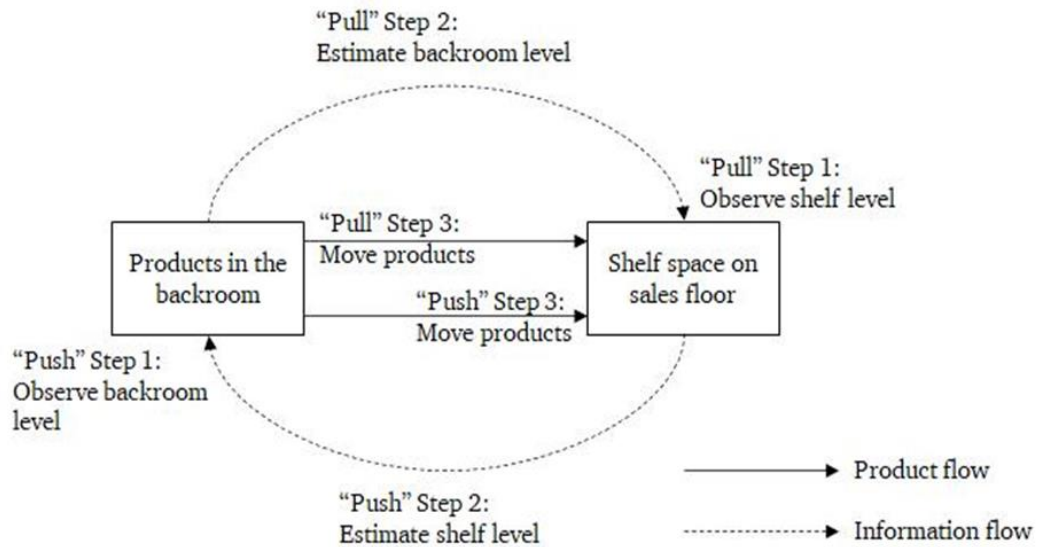 “Pull” Step 2:
Estimate backroom level
“Pull” Step 1:
Observe shelf level
“Pull” Step 3:
Move products
Products in the
backroom
Shelf space on
sales floor
“Push” Step 3:
Move products
“Push” Step 1:
Observe backroom
level
“Push” Step 2:
Estimate shelf level
Product flow
Information flow